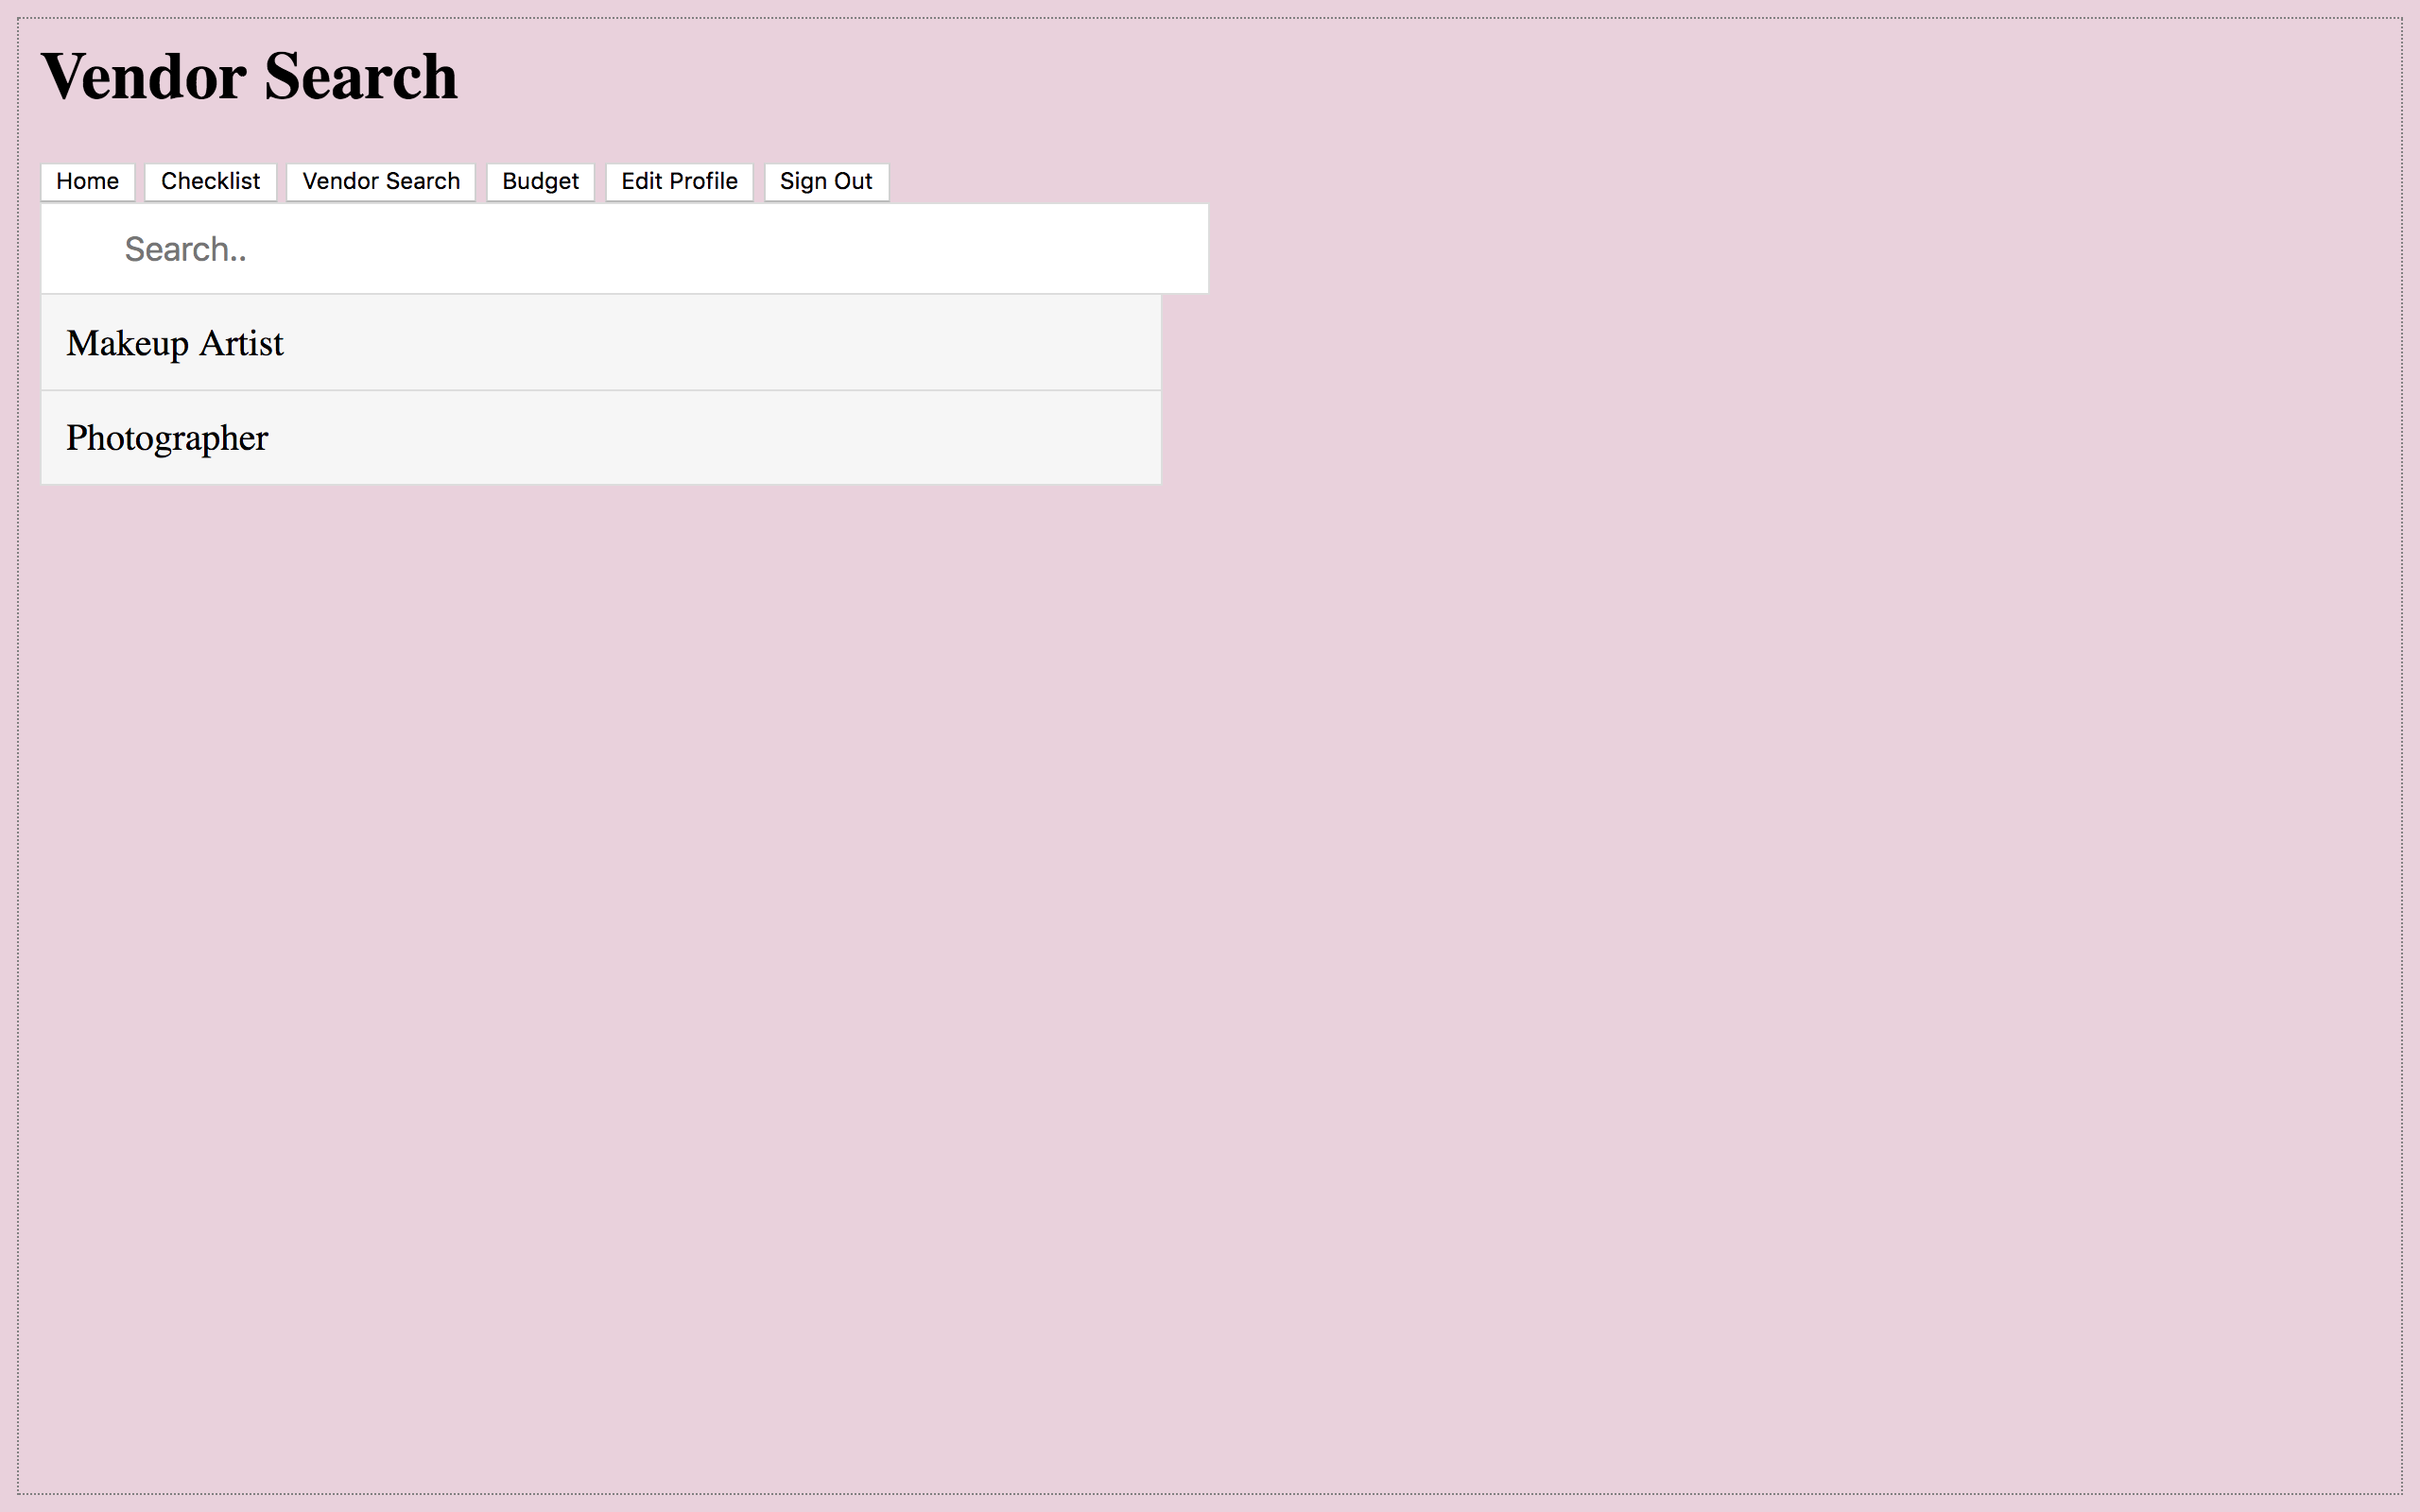 Vendor Search
Home Checklist Vendor Search Budget Edit Profile Sign Out
Search..
Makeup Artist
Photographer